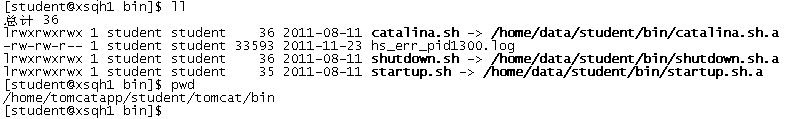 [student@xsqh1 bin]$ ll
总计 36
lrwxrwxrwx 1 student student    36 2011-08-11 catalina.sh -> /home/data/student/bin/catalina.sh.a
-rw-rw-r-- 1 student student 33593 2011-11-23 hs_err_pid1300.log
lrwxrwxrwx 1 student student    36 2011-08-11 shutdown.sh -> /home/data/student/bin/shutdown.sh.a
lrwxrwxrwx 1 student student    35 2011-08-11 startup.sh -> /home/data/student/bin/startup.sh.a
[student@xsqh1 bin]$ pwd
/home/tomcatapp/student/tomcat/bin
[student@xsqh1 bin]$